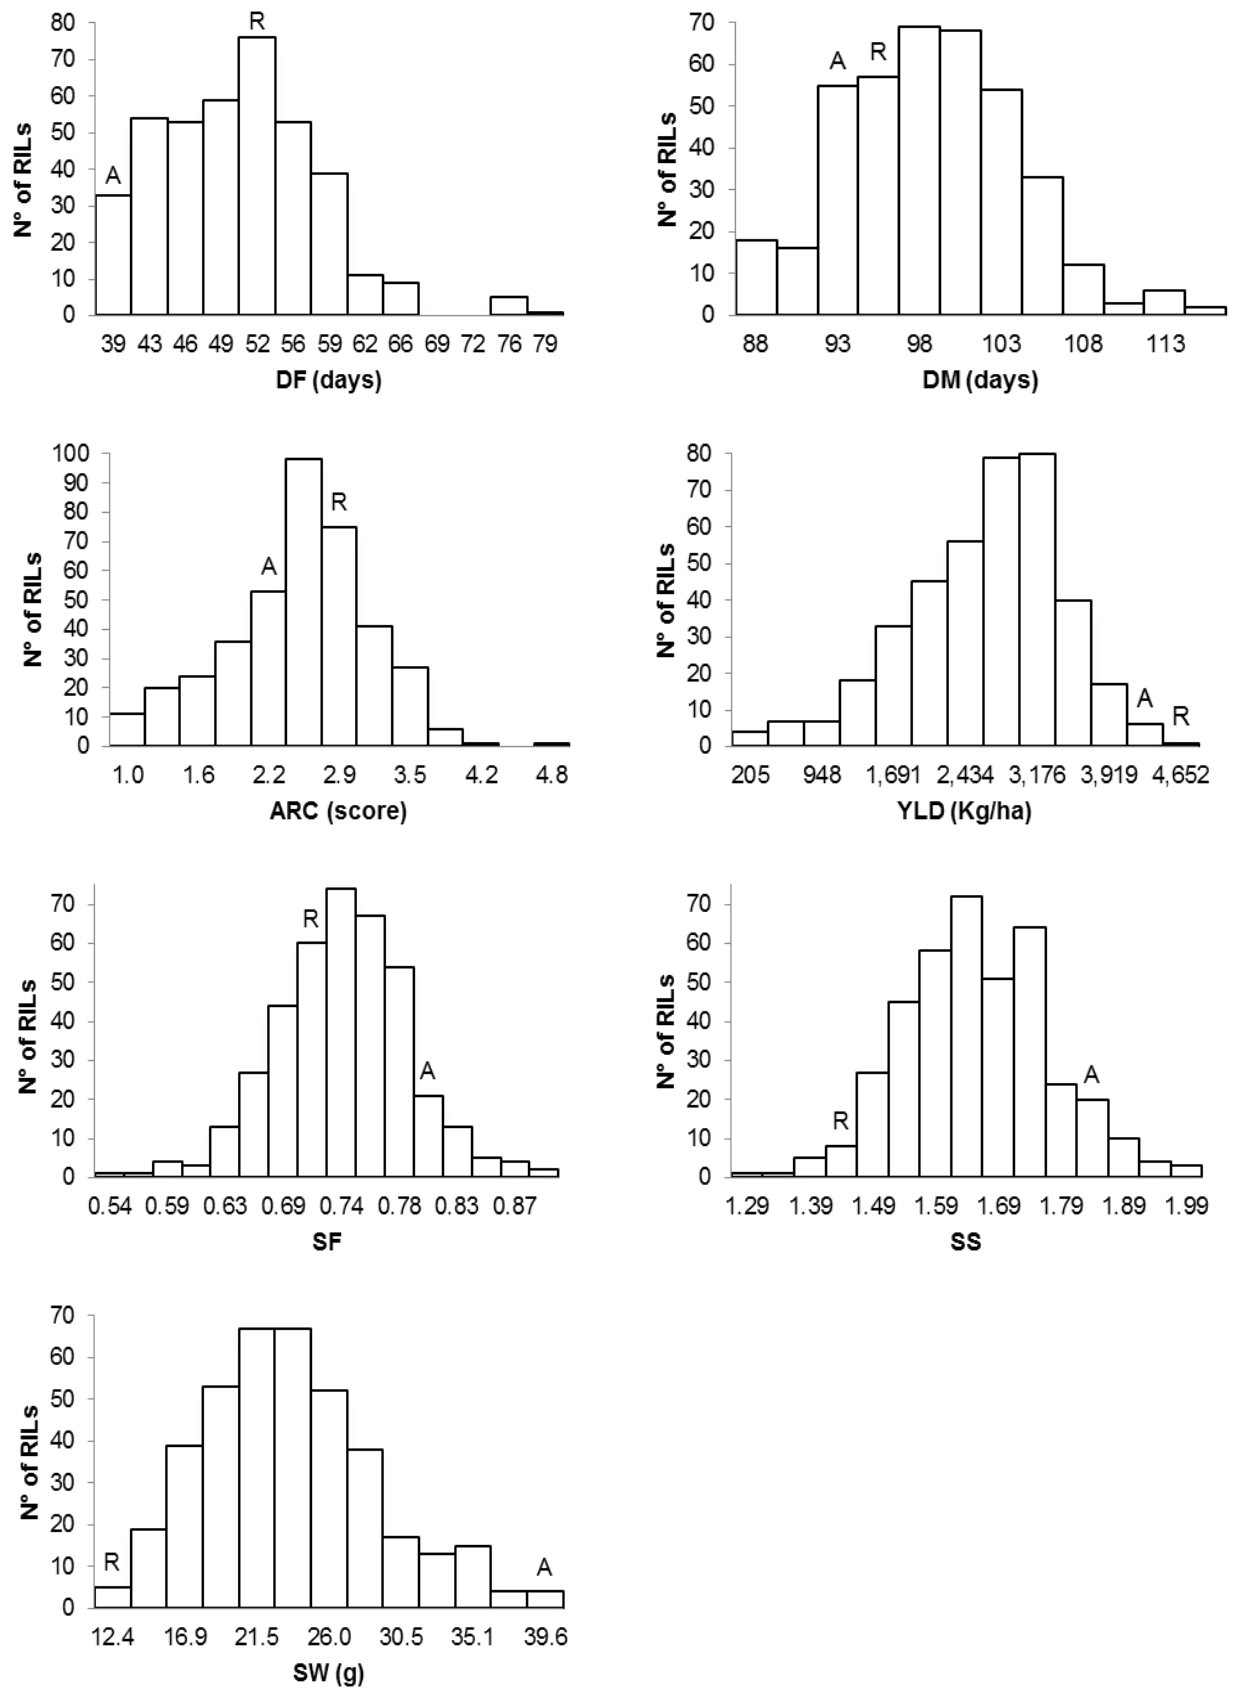 80
70
60
50
40
30
20
10
0
N° of RILs
A
R
39 43 46 49 52 56 59 62 66 69 72 76 79
DF (days)
70
60
50
40
30
20
10
0
N° of RILs
A
R
88 93 98 103 108 113
DM (days)
100
90
80
70
60
50
40
30
20
10
0
N° of RILs
A
R
1.0 1.6 2.2 2.9 3.5 4.2 4.8
ARC (score)
80
70
60
50
40
30
20
10
0
N° of RILs
A
R
205 948 1,691 2,434 3,176 3,919 4,652
YLD (Kg/ha)
70
60
50
40
30
20
10
0
N° of RILs
R
A
0.54 0.59 0.63 0.69 0.74 0.78 0.83 0.87
SF
70
60
50
40
30
20
10
0
N° of RILs
R
A
1.29 1.39 1.49 1.59 1.69 1.79 1.89 1.99
SS
70
60
50
40
30
20
10
0
N° of RILs
R
A
12.4 16.9 21.5 26.0 30.5 35.1 39.6
SW (g)